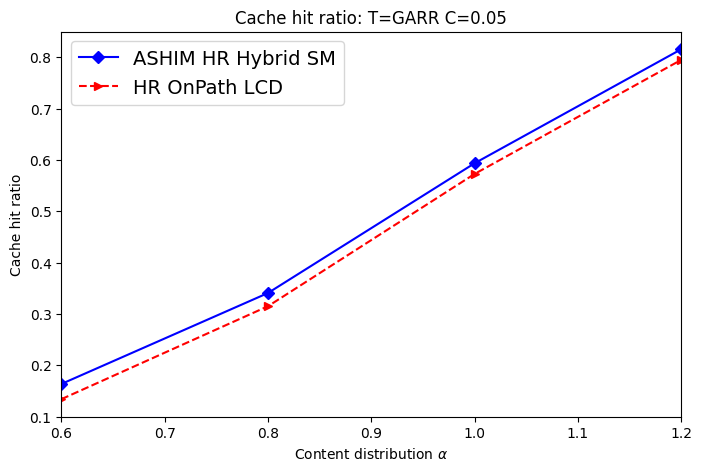 Cache hit ratio: T=GARR C=0.05
ASHIM HR Hybrid SM
HR OnPath LCD
Cache hit ratio
0.8
0.7
0.6
0.5
0.4
0.3
0.2
0.1
0.6 0.7 0.8 0.9 1.0 1.1 1.2
Content distribution α